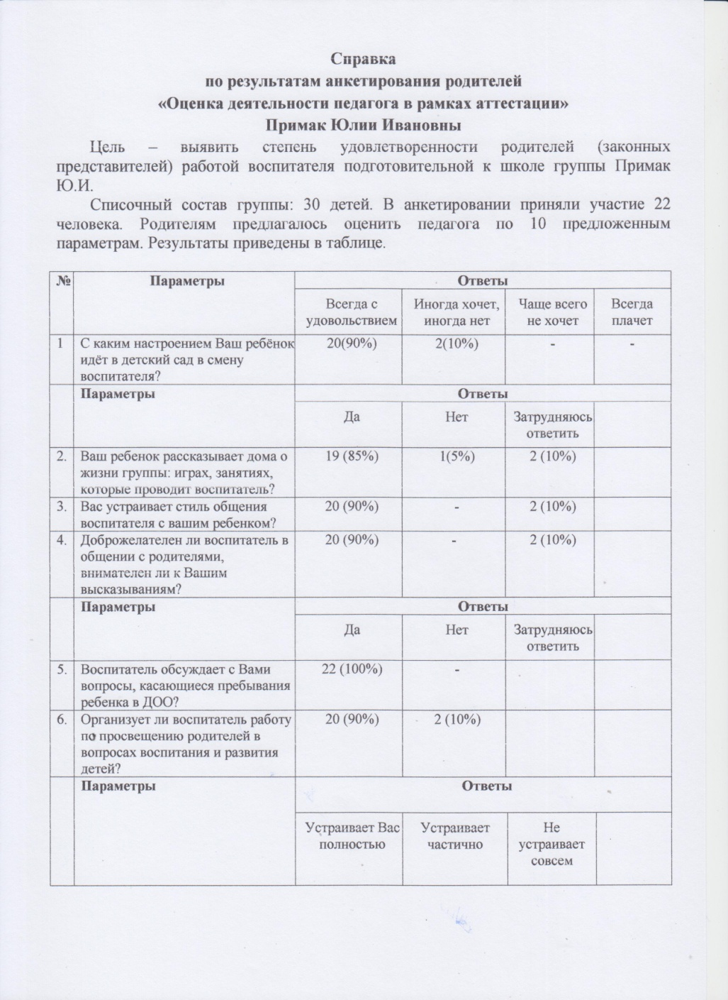 Справка
по результатам анкетирования родителей
«Оценка деятельности педагога в рамках аттестации»
Примак Юлии Ивановны
Цель – выявить степень удовлетворенности родителей (законных
представителей) работой воспитателя подготовительной к школе группы Примак
Ю.И.
Списочный состав группы: 30 детей. В анкетировании приняли участие 22
человека. Родителям предлагалось оценить педагога по 10 предложенным
параметрам. Результаты приведены в таблице.
№ Параметры Ответы
Всегда с Иногда хочет, Чаще всего Всегда
удовольствием иногда нет не хочет плачет
1 С каким настроением Ваш ребёнок 20(90%) 2(10%) - -
идёт в детский сад в смену
воспитателя?
Параметры Ответы
Да Нет Затрудняюсь
ответить
2. Ваш ребенок рассказывает дома о 19 (85%) 1(5%) 2 (10%)
жизни группы: играх, занятиях,
которые проводит воспитатель?
3. Вас устраивает стиль общения 20 (90%) - 2 (10%)
воспитателя с вашим ребенком?
4. Доброжелателен ли воспитатель в 20 (90%) - 2 (10%)
общении с родителями,
внимателен ли к Вашим
высказываниям?
Параметры Ответы
Да Нет Затрудняюсь
ответить
5. Воспитатель обсуждает с Вами 22 (100%) -
вопросы, касающиеся пребывания
ребенка в ДОО?
6. Организует ли воспитатель работу 20 (90%) 2 (10%)
по просвещению родителей в
вопросах воспитания и развития
детей?
Параметры Ответы
Устраивает Вас Устраивает Не
полностью частично устраивает
совсем